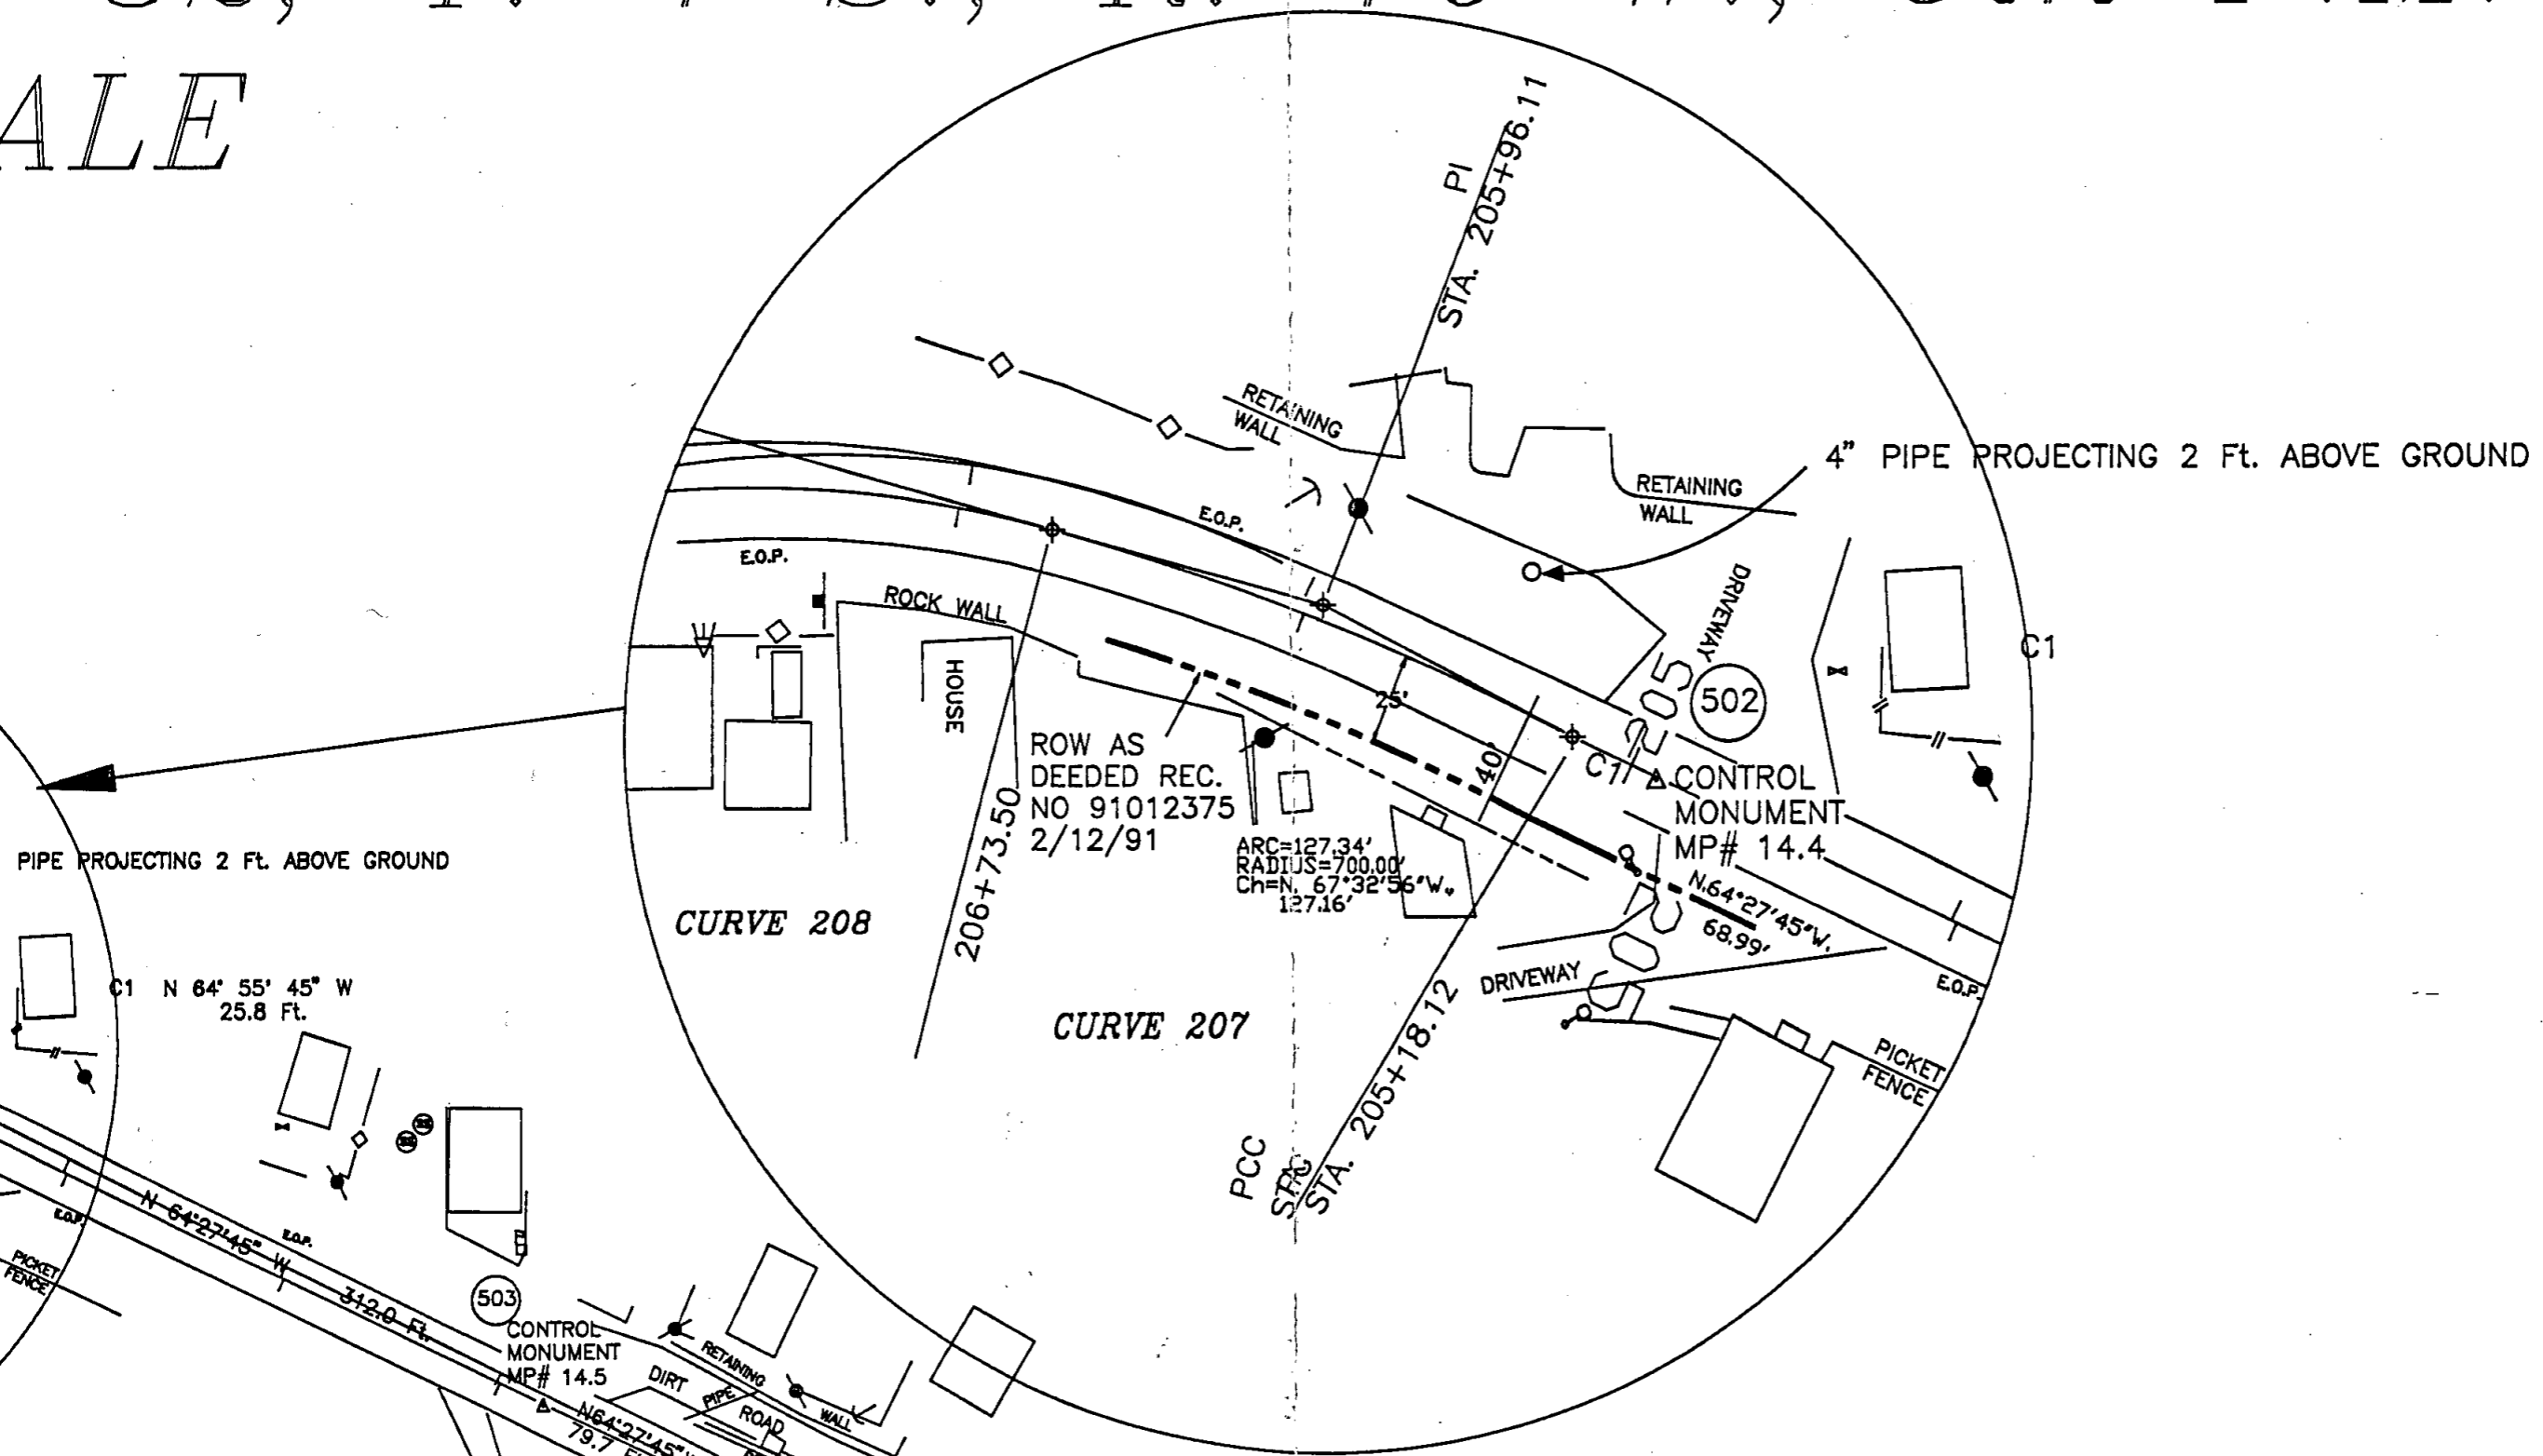 ALE
PI
STA. 205+96.11
RETAINING
WALL
4” PIPE PROJECTING 2 Ft. ABOVE GROUND
RETAINING
WALL
E.O.P.
E.O.P.
DRIVEWAY
ROCK WALL
HOUSE
205
502
C1
25'
40'
C1
CONTROL
MONUMENT
MP# 14.4
ROW AS
DEEDED REC.
NO 91012375
2/12/91
206+73.50
ARC=127.34'
RADIUS=700.00'
Ch=N. 67°32'56"W.,
127.16'
N.64°27'45"W.
68.99'
CURVE 208
CURVE 207
DRIVEWAY
E.O.P.
PICKET
FENCE
PCC
STA. 205+18.12
PIPE PROJECTING 2 Ft. ABOVE GROUND
C1 N 64° 55' 45" W
25.8 Ft.
N 64°27'45" W
312.0 Ft.
E.O.P.
E.O.P.
PICKET
FENCE
503
CONTROL
MONUMENT
MP# 14.5
RETAINING
WALL
DIRT
ROAD
PIPE
N64°27'45"W
79.7